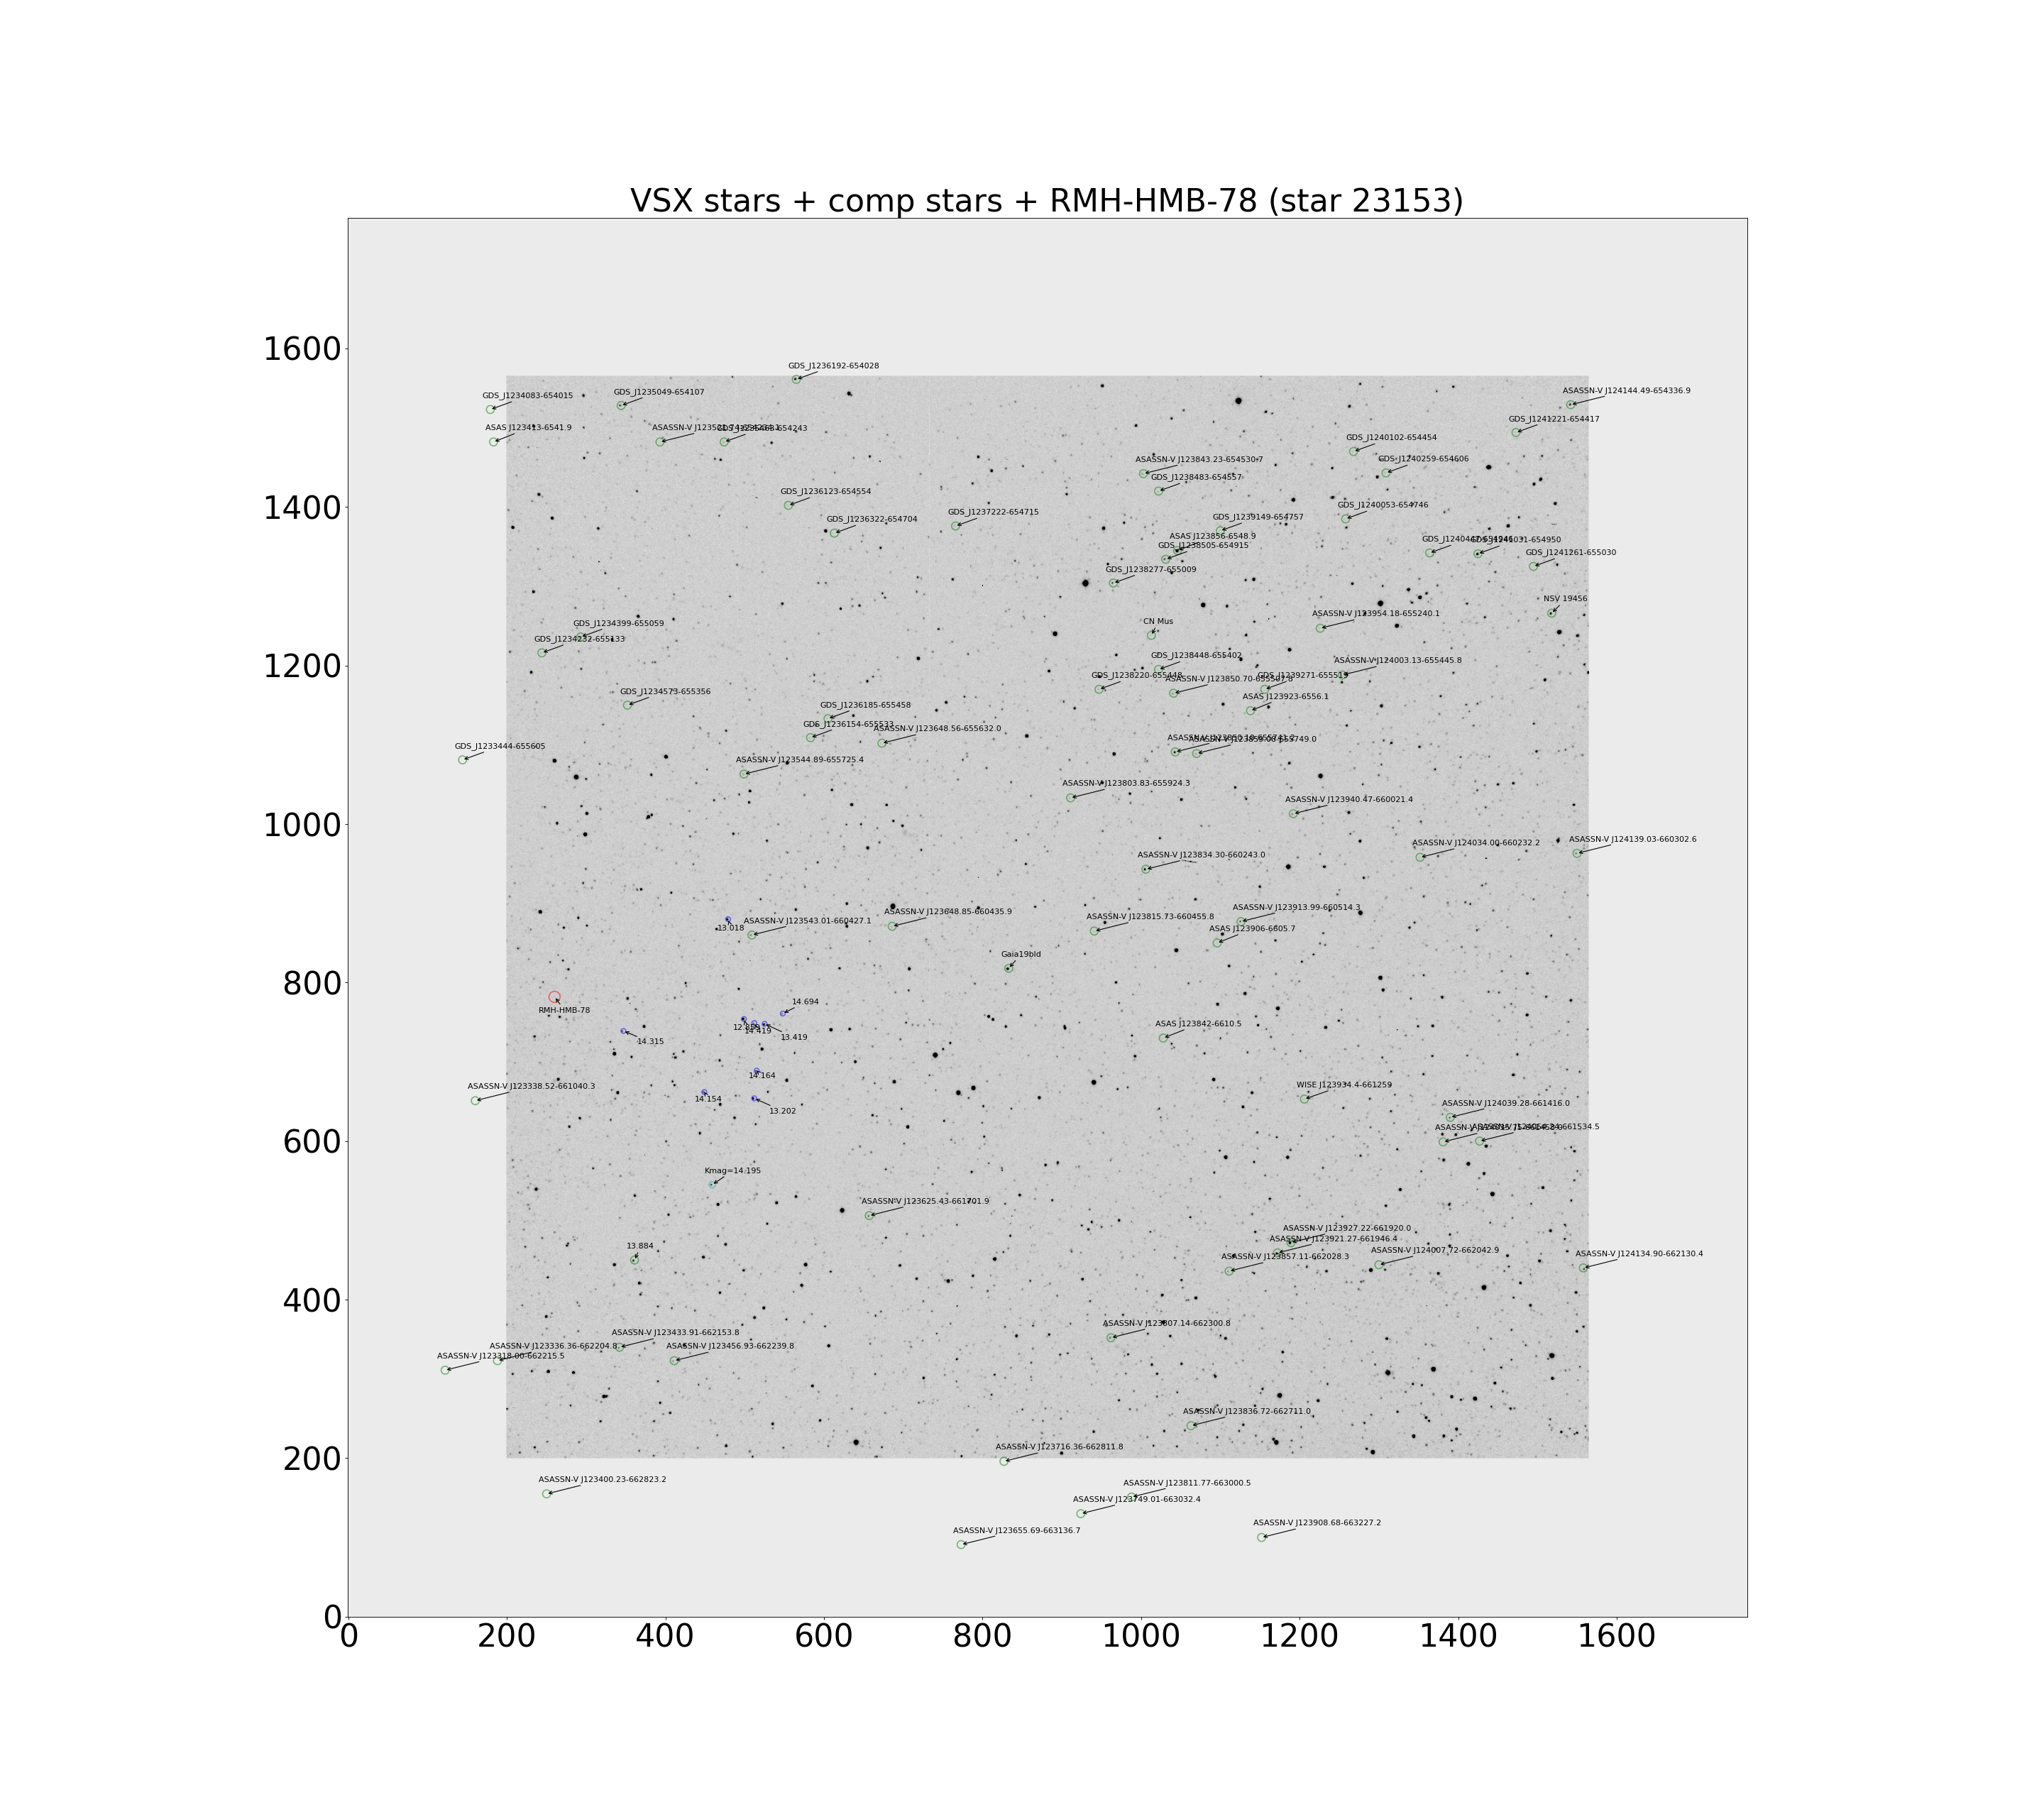 VSX stars + comp stars + RMH-HMB-78 (star 23153)
1600
GDS_J1236192-654028
GDS_J1234083-654015
GDS_J1235049-654107
ASASSN-V J124144.49-654336.9
ASAS J123413-6541.9
GDS_J1235463-654243
GDS_J1241221-654417
GDS_J1240102-654454
ASASSN-V J123843.23-654530.7
GDS_J1240259-654606
GDS_J1238483-654557
GDS_J1236123-654554
1400
GDS_J1240053-654746
GDS_J1237222-654715
GDS_J1236322-654704
GDS_J1239149-654757
ASAS J123856-6548.9
GDS_J1238505-654915
GDS_J1241031-654950
GDS_J1241261-655030
GDS_J1238277-655009
NSV 19456
ASASSN-V J123954.18-655240.1
CN Mus
GDS_J1234399-655059
GDS_J1234232-655133
1200
GDS_J1238448-655402
ASASSN-V J124003.13-655445.8
GDS_J1238220-655448
GDS_J1239271-655519
GDS_J1234573-655356
ASAS J123923-6556.1
GDS_J1236185-655458
GDS_J1236154-655533
ASASSN-V J123648.56-655632.0
GDS_J1233444-655605
ASASSN-V J123544.89-655725.4
ASASSN-V J123803.83-655924.3
ASASSN-V J123940.47-660021.4
1000
ASASSN-V J124034.00-660232.2
ASASSN-V J124139.03-660302.6
ASASSN-V J123834.30-660243.0
13.018
ASASSN-V J123543.01-660427.1
ASASSN-V J123648.85-660435.9
ASASSN-V J123815.73-660455.8
ASASSN-V J123913.99-660514.3
ASAS J123906-6605.7
Gaia19bld
800
RMH-HMB-78
14.694
14.419
13.419
14.315
ASAS J123842-6610.5
14.164
14.154
13.202
ASASSN-V J123338.52-661040.3
WISE J123934.4-661259
ASASSN-V J124039.28-661416.0
600
Kmag=14.195
ASASSN-V J123625.43-661701.9
13.884
ASASSN-V J123927.22-661920.0
ASASSN-V J123921.27-661946.4
ASASSN-V J123857.11-662028.3
ASASSN-V J124007.72-662042.9
ASASSN-V J124134.90-662130.4
400
ASASSN-V J123807.14-662300.8
ASASSN-V J123433.91-662153.8
ASASSN-V J123336.36-662204.8
ASASSN-V J123456.93-662239.8
ASASSN-V J123318.00-662215.5
ASASSN-V J123836.72-662711.0
200
ASASSN-V J123716.36-662811.8
ASASSN-V J123400.23-662823.2
ASASSN-V J123811.77-663000.5
ASASSN-V J123749.01-663032.4
ASASSN-V J123655.69-663136.7
ASASSN-V J123908.68-663227.2
0
0 200 400 600 800 1000 1200 1400 1600